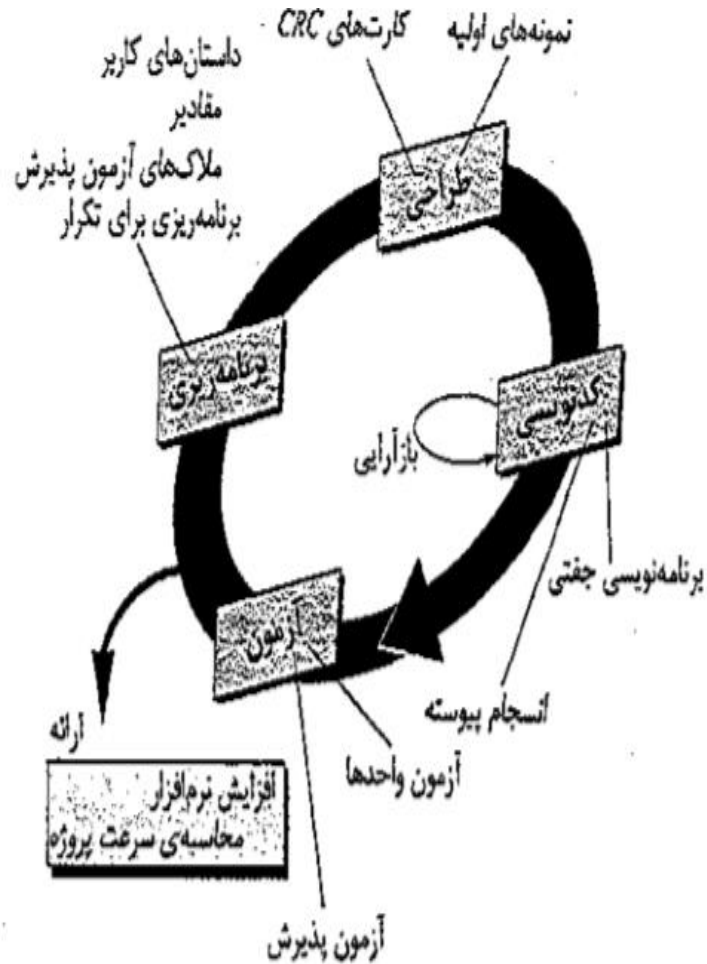 نمونه‌های اولیه
کارت‌های CRC
داستان‌های کاربر
مقادیر
ملاک‌های آزمون پذیرش
برنامه‌ریزی برای تکرار
طراحی
برنامه‌ریزی
کدنویسی
بازآرایی
برنامه‌نویسی جفتی
آزمون
انسجام پیوسته
آزمون واحدها
ارائه
افزایش نرم‌افزار
محاسبه‌ی سرعت پروژه
آزمون پذیرش